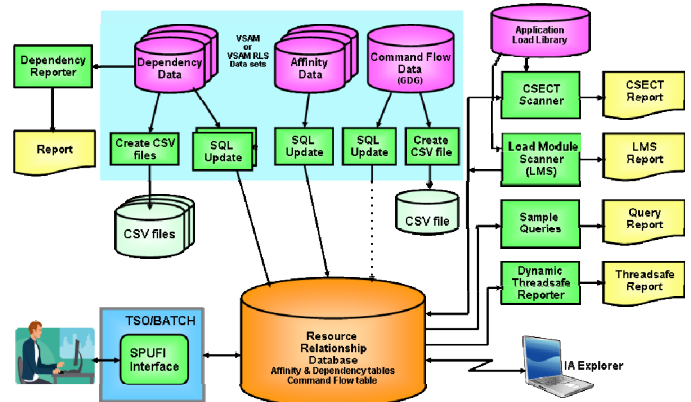 VSAM
or
VSAM RLS
Data sets
Dependency
Reporter
Dependency
Data
Affinity
Data
Command Flow
Data
(GDG)
Application
Load Library
CSECT
Scanner
CSECT
Report
Report
Create CSV
files
SQL
Update
SQL
Update
SQL
Update
Create
CSV file
Load Module
Scanner
(LMS)
LMS
Report
CSV files
CSV file
Sample
Queries
Query
Report
Dynamic
Threadsafe
Reporter
Threadsafe
Report
TSO/BATCH
SPUFI
Interface
Resource
Relationship
Database
Affinity & Dependency tables
Command Flow table
IA Explorer